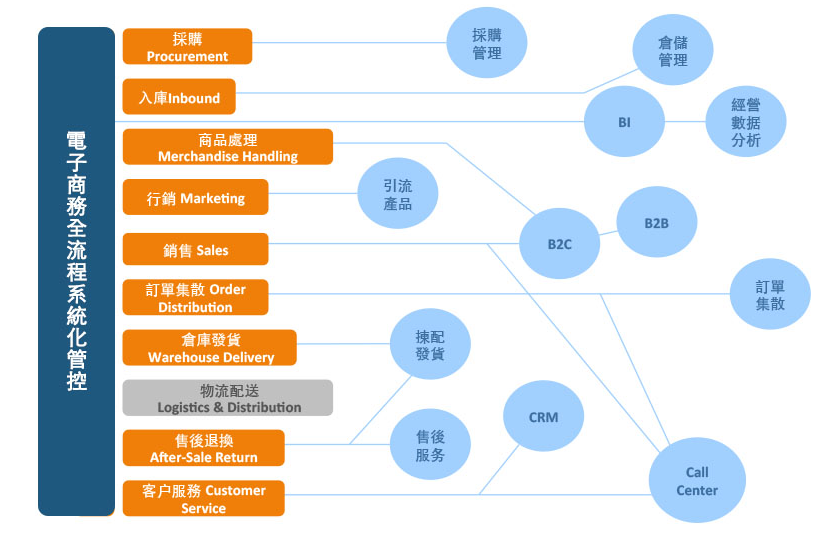 電子商務全流程系統化管控
採購
Procurement
採購
管理
倉儲
管理
入庫Inbound
BI
經營
數据
分析
商品處理
Merchandise Handling
行銷 Marketing
引流
產品
B2C
B2B
銷售 Sales
訂單集散 Order
Distribution
訂單
集散
倉庫發貨
Warehouse Delivery
揀配
發貨
物流配送
Logistics & Distribution
CRM
售後退換
After-Sale Return
售後
服务
客户服務 Customer
Service
Call
Center